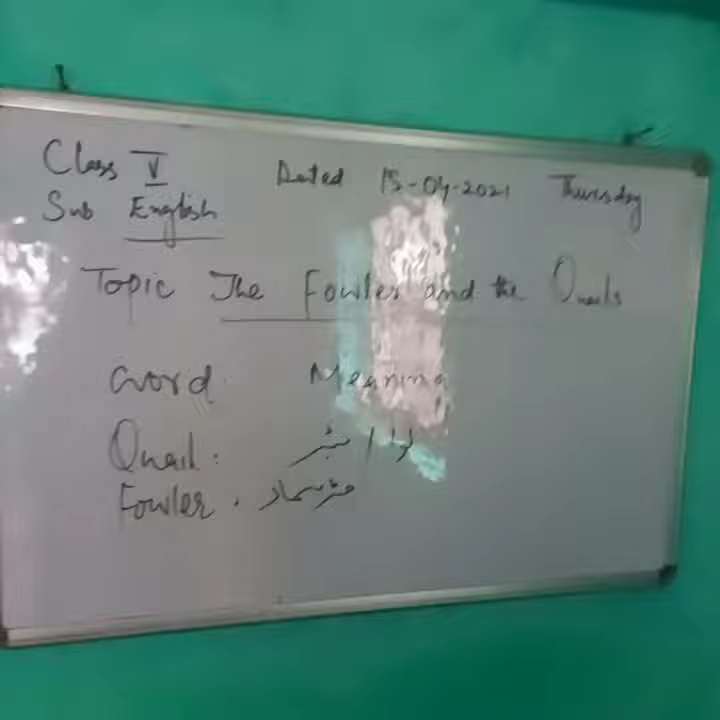 Class V Dated 15-04-2021 Thursday
Sub English
Topic The Fowler and the Quails
Word. Meaning
Quail.
Fowler.